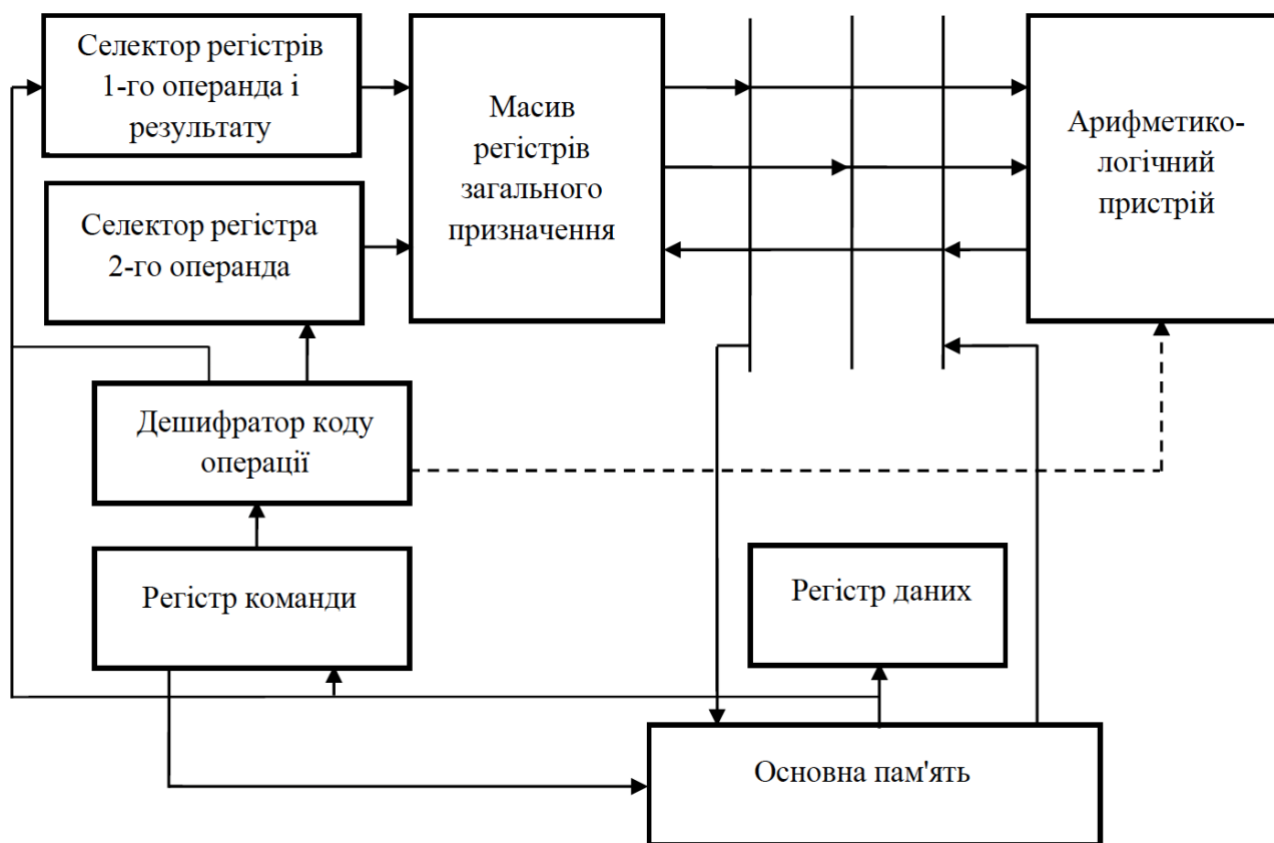 Селектор регістрів
1-го операнда і
результату
Масив
регістрів
загального
призначення
Арифметико-
логічний
пристрій
Селектор регістра
2-го операнда
Дешифратор коду
операції
Регістр команди
Регістр даних
Основна пам'ять